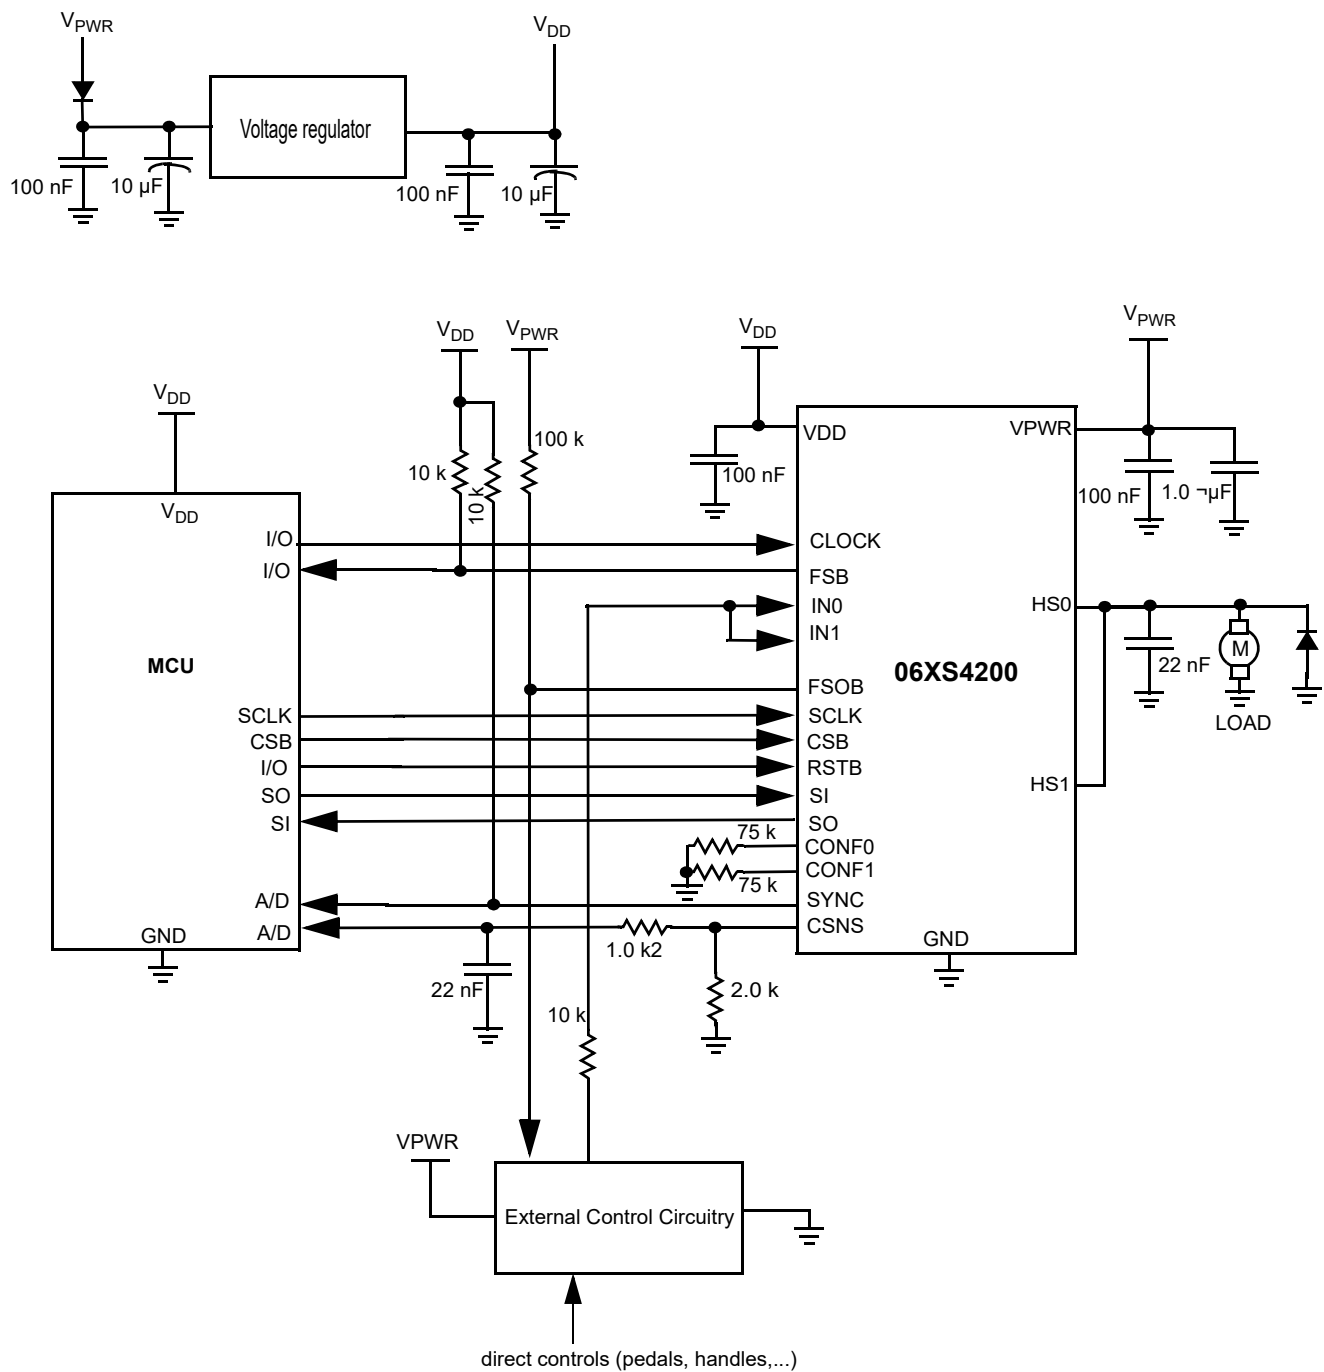 VPWR
VDD
Voltage regulator
100 nF
10 µF
100 nF
10 µF
VDD
VPWR
VDD
VPWR
VDD
100 k
10 k
10 k
VDD
I/O
I/O
MCU
SCLK
CSB
I/O
SO
SI
A/D
A/D
GND
VDD
VPWR
100 nF
100 nF
1.0 ¬µF
CLOCK
FSB
IN0
IN1
FSOB
SCLK
CSB
RSTB
SI
SO
CONF0
CONF1
SYNC
CSNS
06XS4200
HS0
HS1
GND
22 nF
M
LOAD
75 k
75 k
1.0 k2
22 nF
2.0 k
10 k
VPWR
External Control Circuitry
direct controls (pedals, handles,...)